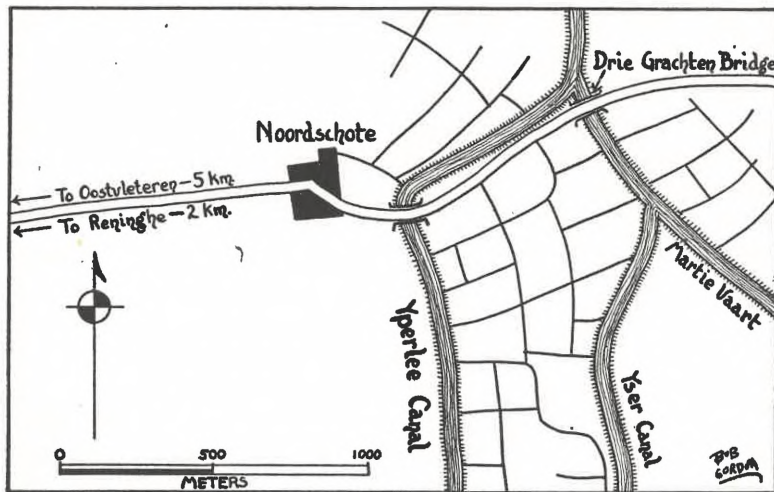 Drie Grachten Bridge
Noordschote
← To Oostvleteren – 5 km.
← To Reninghe – 2 km.
Martie Vaart
Yperlee Canal
Yser Canal
0 500 1000
METERS
BOB
GORDON